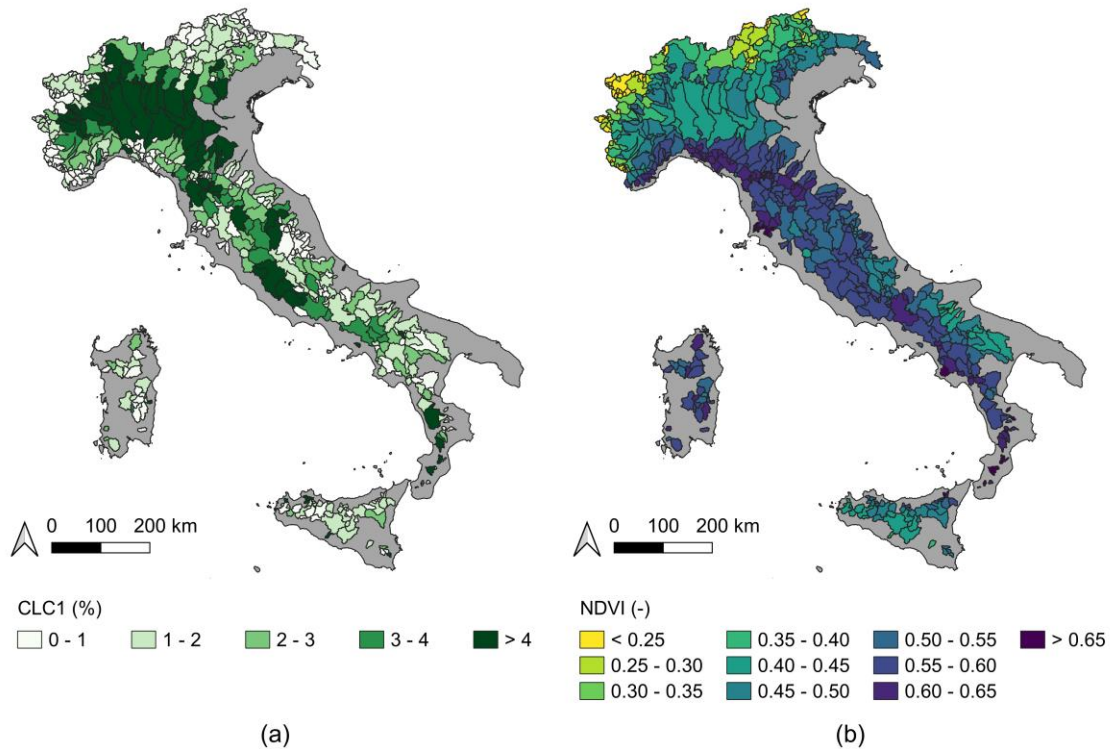 0 100 200 km
0 100 200 km
CLC1 (%)
0 - 1 1 - 2 2 - 3 3 - 4 > 4
NDVI (-)
< 0.25 0.35 - 0.40 0.50 - 0.55 > 0.65
0.25 - 0.30 0.40 - 0.45 0.55 - 0.60
0.30 - 0.35 0.45 - 0.50 0.60 - 0.65
(a) (b)